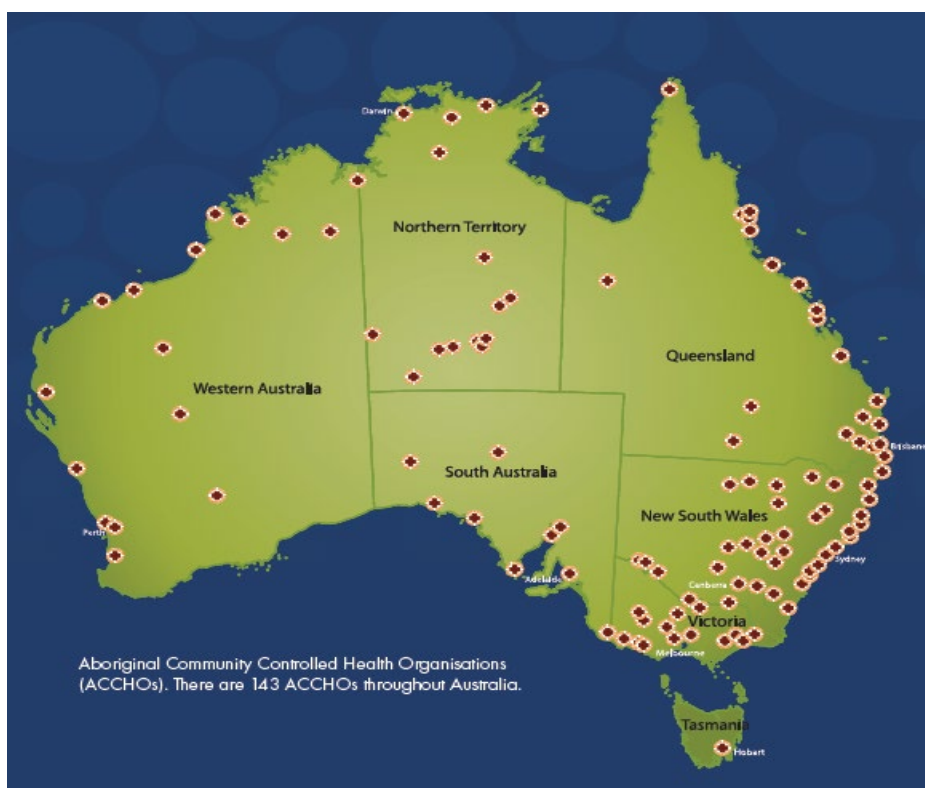 Darwin
Northern Territory
Queensland
Western Australia
Brisbane
South Australia
New South Wales
Perth
Sydney
Adelaide
Canberra
Victoria
Melbourne
Aboriginal Community Controlled Health Organisations
(ACCHOs). There are 143 ACCHOs throughout Australia.
Tasmania
Hobart